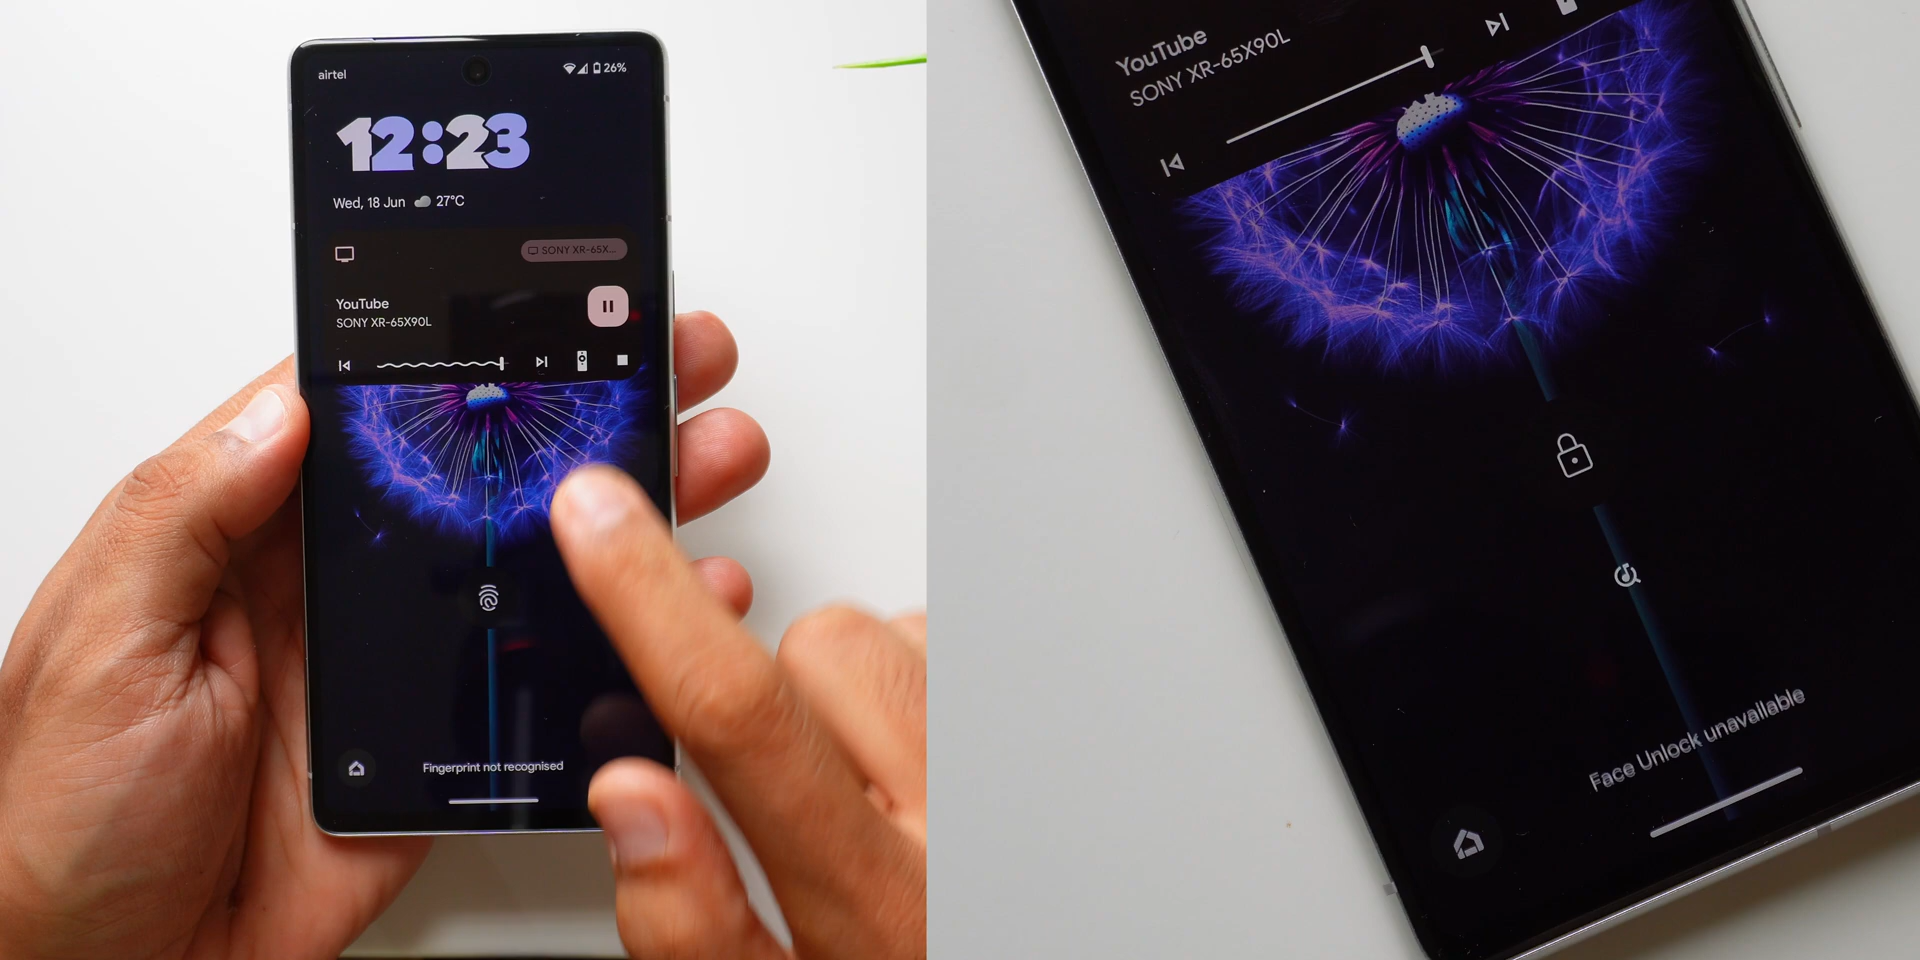 airtel
26%
12:23
Wed, 18 Jun
27°C
SONY XR-65X...
YouTube
SONY XR-65X90L
Fingerprint not recognised
YouTube
SONY XR-65X90L
Face Unlock unavailable